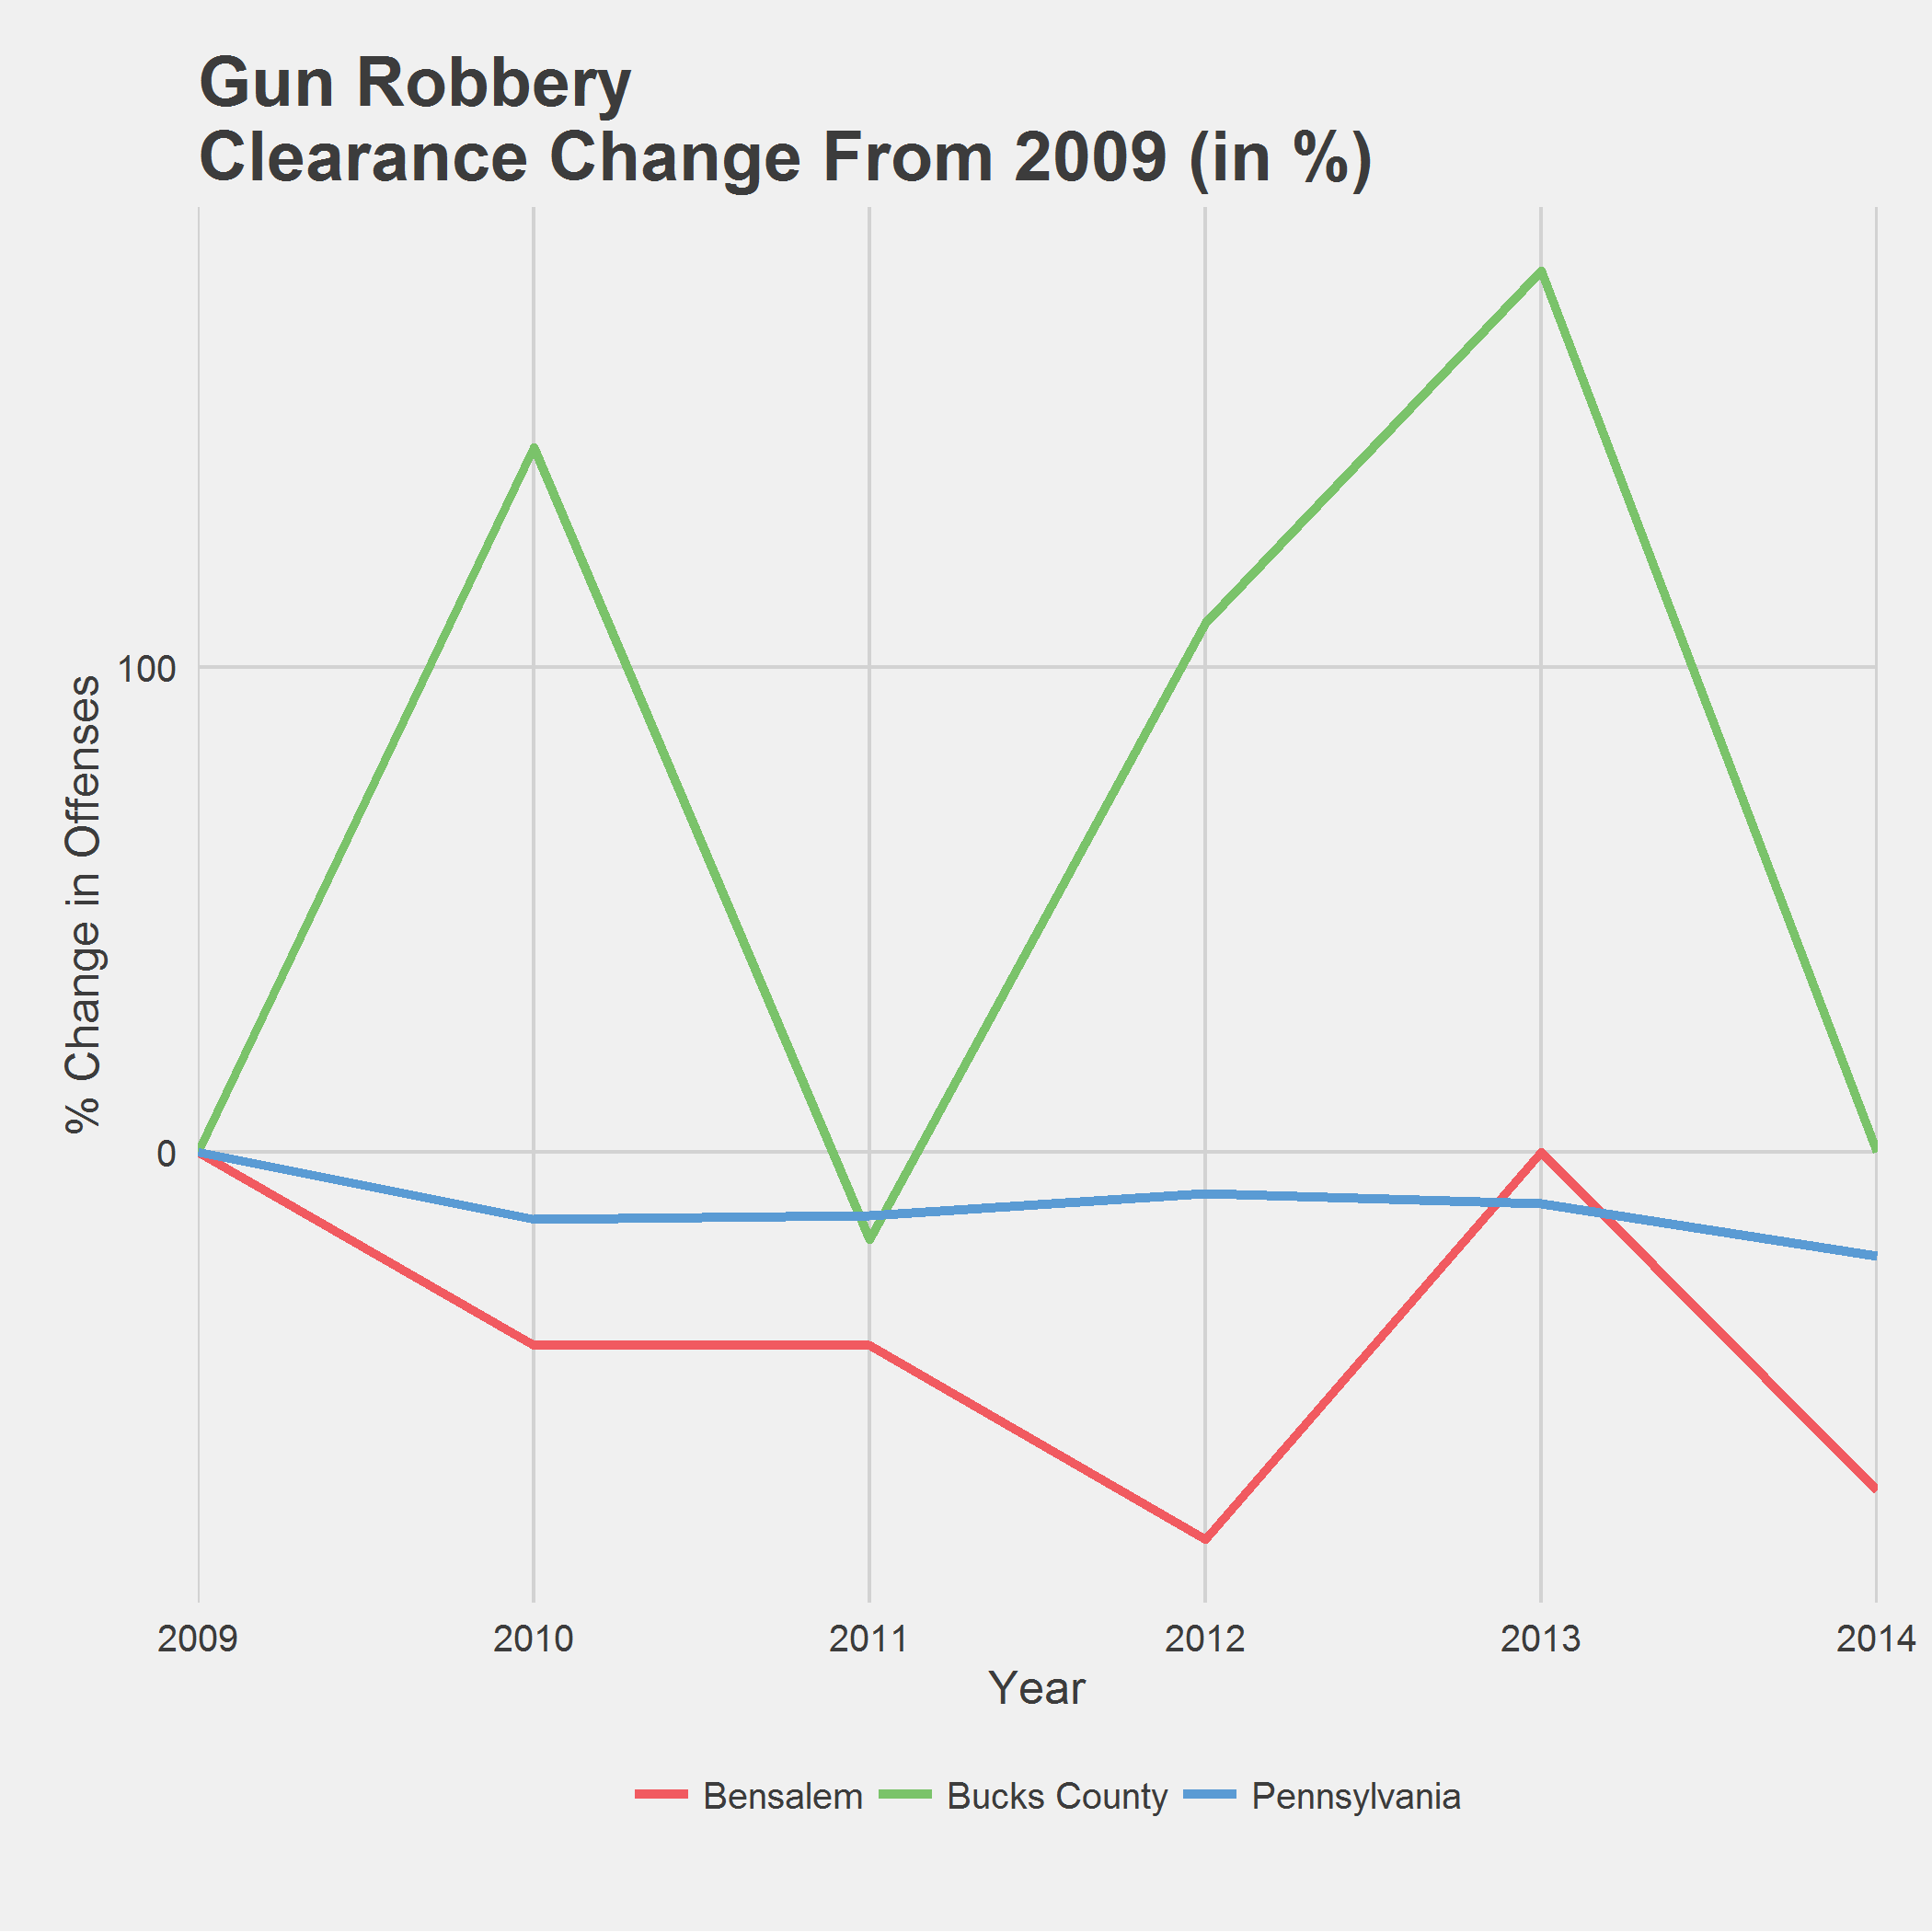 Gun Robbery
Clearance Change From 2009 (in %)
% Change in Offenses
100
0
2009 2010 2011 2012 2013 2014
Year
Bensalem Bucks County Pennsylvania